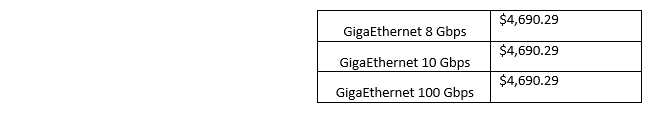 GigaEthernet 8 Gbps $4,690.29
GigaEthernet 10 Gbps $4,690.29
GigaEthernet 100 Gbps $4,690.29